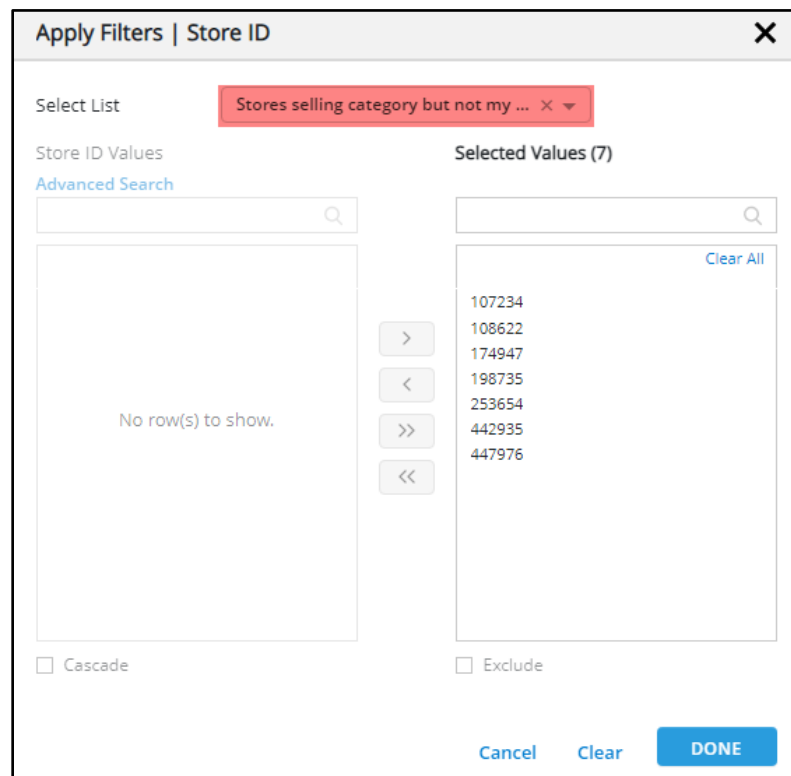 Apply Filters | Store ID
Select List
Stores selling category but not my ...
Store ID Values
Selected Values (7)
Advanced Search
Clear All
107234
108622
174947
198735
253654
442935
447976
No row(s) to show.
Cascade
Exclude
Cancel
Clear
DONE